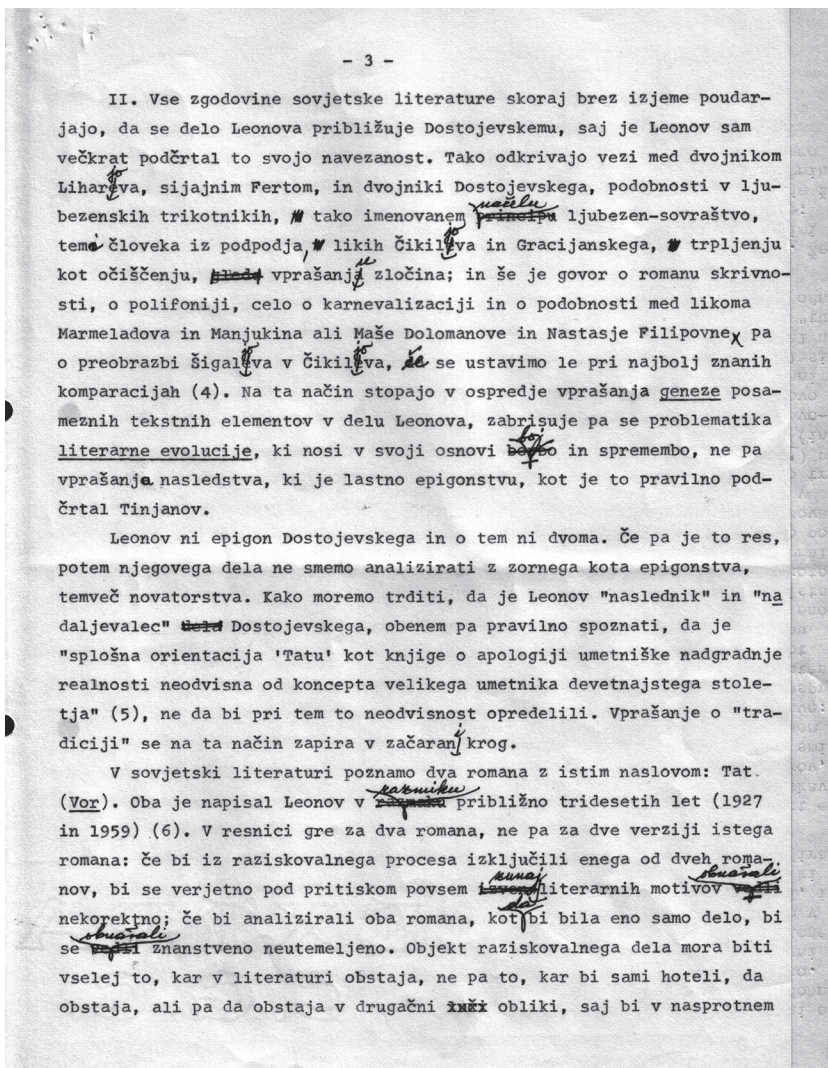 - 3 -
II. Vse zgodovine sovjetske literature skoraj brez izjeme poudar-
jajo, da se delo Leonova približuje Dostojevskemu, saj je Leonov sam
večkrat podčrtal to svojo navezanost. Tako odkrivajo vezi med dvojnikom
Liharjova, sijajnim Fertom, in dvojniki Dostojevskega, podobnosti v lju-
bezenskih trikotnikih, tako imenovanem načelu ljubezen-sovraštvo,
človeka iz podpodja, likih Čikiljova in Gracijanskega, trpljenju
kot očiščenju, vprašanje zločina; in še je govor o romanu skrivno-
sti, o polifoniji, celo o karnevalizaciji in o podobnosti med likoma
Marmeladova in Manjukina ali Maše Dolomanove in Nastasje Filipovne pa
o preobrazbi Šigaljova v Čikiljova, če se ustavimo le pri najbolj znanih
komparacijah (4). Na ta način stopajo v ospredje vprašanja geneze posa-
meznih tekstnih elementov v delu Leonova, zabrisuje pa se problematika
literarne evolucije, ki nosi v svoji osnovi boj in spremembo, ne pa
vprašanja nasledstva, ki je lastno epigonstvu, kot je to pravilno pod-
črtal Tinjanov.
Leonov ni epigon Dostojevskega in o tem ni dvoma. Če pa je to res,
potem njegovega dela ne smemo analizirati z zornega kota epigonstva,
temveč novatorstva. Kako moremo trditi, da je Leonov "naslednik" in "na
daljevalec" Dostojevskega, obenem pa pravilno spoznati, da je
"splošna orientacija 'Tatu' kot knjige o apologiji umetniške nadgradnje
realnosti neodvisna od koncepta velikega umetnika devetnajstega stole-
tja" (5), ne da bi pri tem to neodvisnost opredelili. Vprašanje o "tra-
diciji" se na ta način zapira v začarani krog.
V sovjetski literaturi poznamo dva romana z istim naslovom: Tat
(Vor). Oba je napisal Leonov v razmiku približno tridesetih let (1927
in 1959) (6). V resnici gre za dva romana, ne pa za dve verziji istega
romana: če bi iz raziskovalnega procesa izključili enega od dveh roma-
nov, bi se verjetno pod pritiskom povsem zunaj literarnih motivov obnašali
nekorektno; če bi analizirali oba romana, kot da bi bila eno samo delo, bi
se obnašali znanstveno neutemeljeno. Objekt raziskovalnega dela mora biti
vselej to, kar v literaturi obstaja, ne pa to, kar bi sami hoteli, da
obstaja, ali pa da obstaja v drugačni obliki, saj bi v nasprotnem